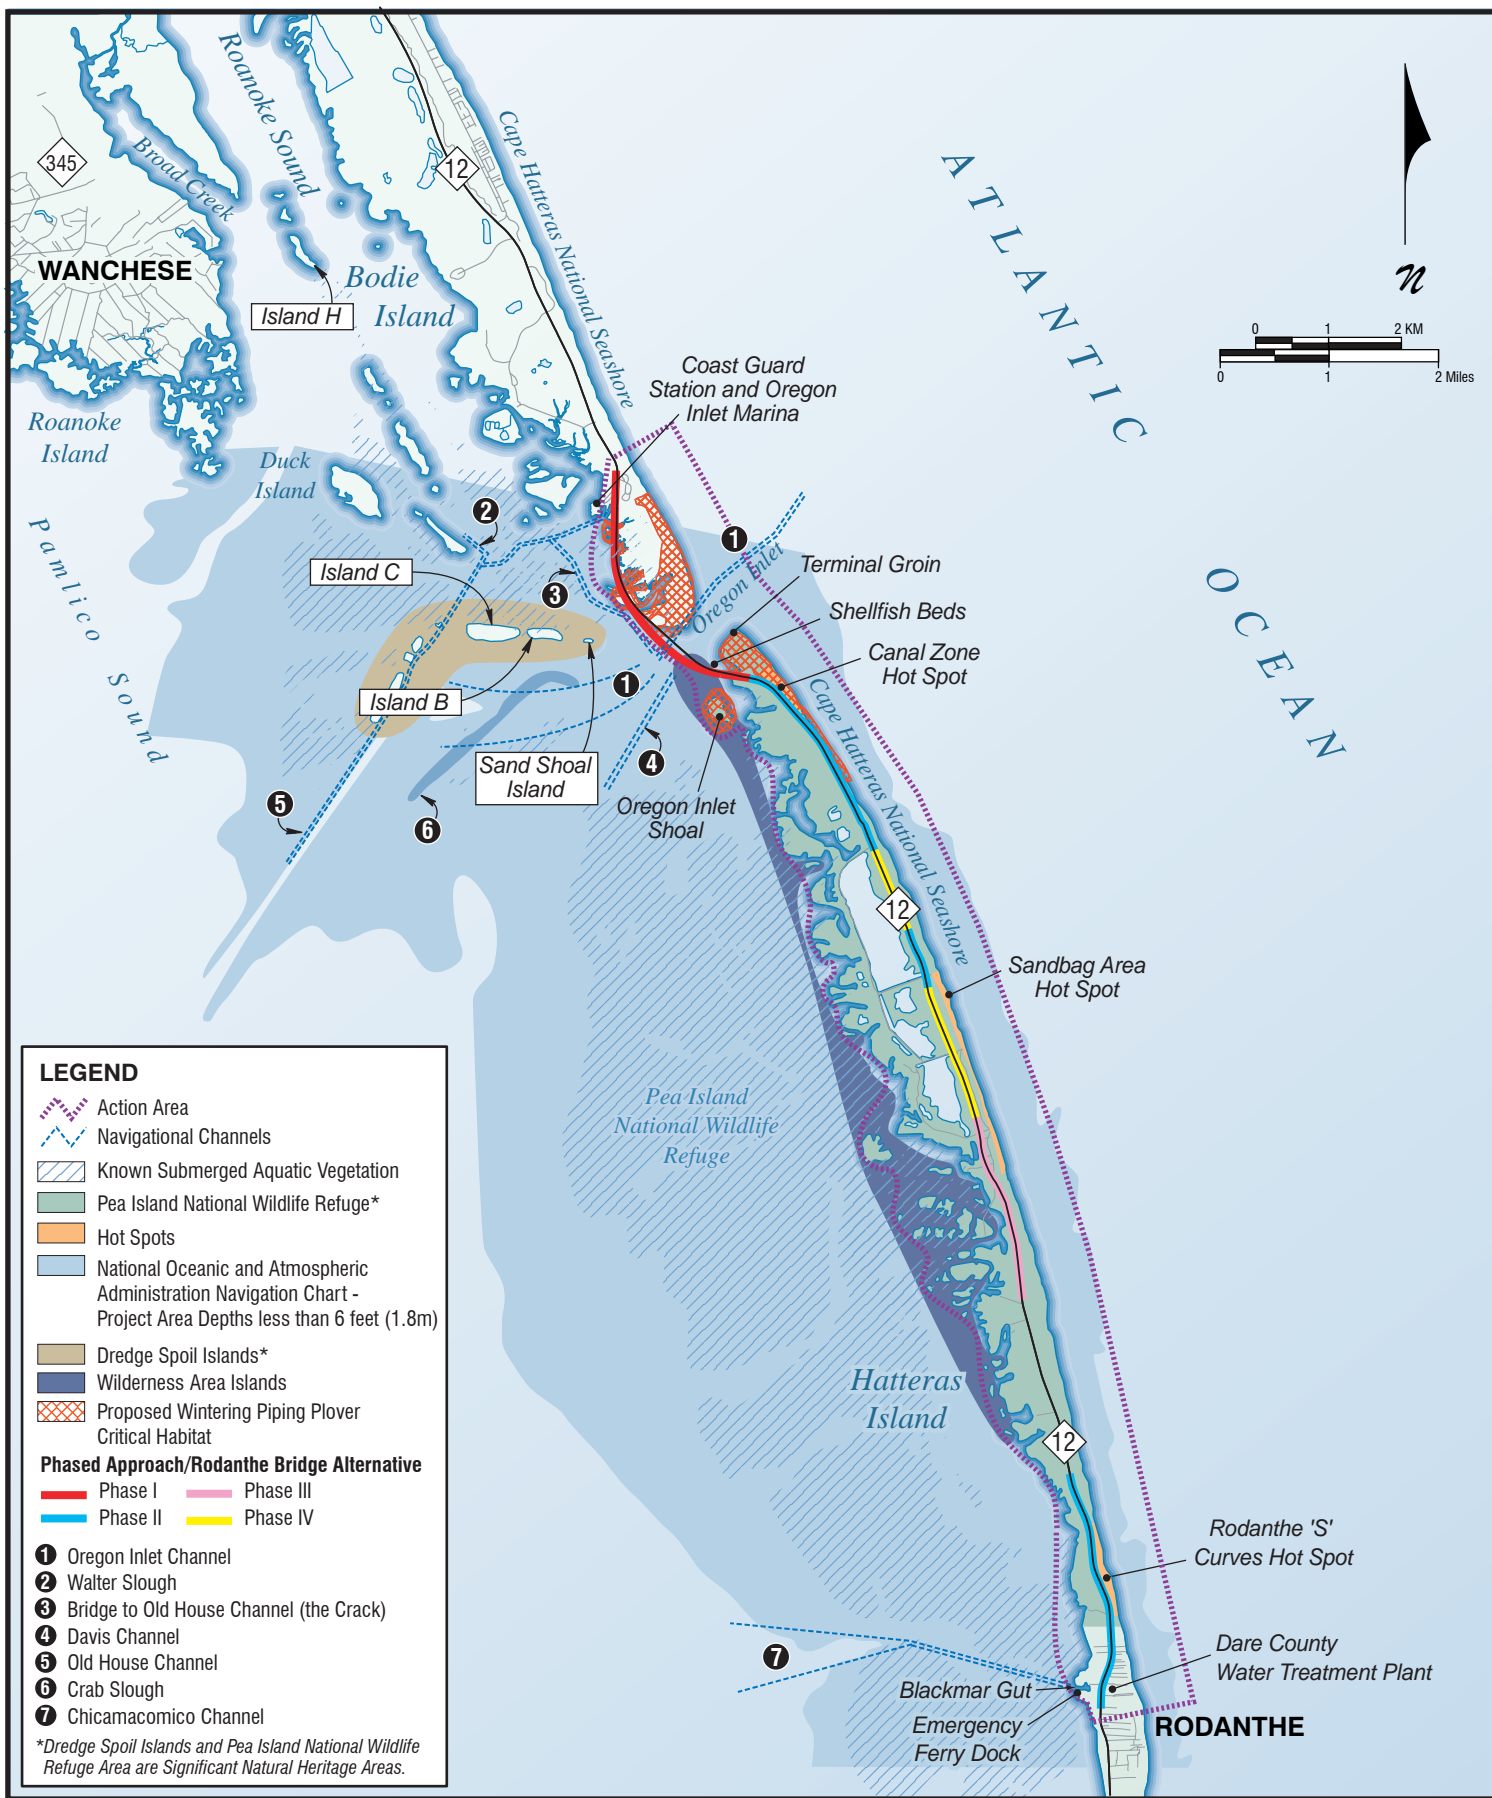 Roanoke Sound
Broad Creek
345
12
Cape Hatteras National Seashore
WANCHESE
Bodie
Island
Island H
Roanoke
Island
Duck
Island
Pamlico Sound
ATLANTIC OCEAN
N
0 1 2 KM
0 1 2 Miles
Coast Guard
Station and Oregon
Inlet Marina
2
1
Oregon Inlet
Terminal Groin
Island C
3
Shellfish Beds
Canal Zone
Hot Spot
1
Island B
Cape Hatteras National Seashore
Sand Shoal
Island
4
5
6
Oregon Inlet
Shoal
12
Sandbag Area
Hot Spot
Pea Island
National Wildlife
Refuge
Hatteras
Island
12
Rodanthe 'S'
Curves Hot Spot
7
Dare County
Water Treatment Plant
Blackmar Gut
Emergency
Ferry Dock
RODANTHE
LEGEND
Action Area
Navigational Channels
Known Submerged Aquatic Vegetation
Pea Island National Wildlife Refuge*
Hot Spots
National Oceanic and Atmospheric
Administration Navigation Chart -
Project Area Depths less than 6 feet (1.8m)
Dredge Spoil Islands*
Wilderness Area Islands
Proposed Wintering Piping Plover
Critical Habitat
Phased Approach/Rodanthe Bridge Alternative
Phase I Phase III
Phase II Phase IV
1 Oregon Inlet Channel
2 Walter Slough
3 Bridge to Old House Channel (the Crack)
4 Davis Channel
5 Old House Channel
6 Crab Slough
7 Chicamacomico Channel
*Dredge Spoil Islands and Pea Island National Wildlife
Refuge Area are Significant Natural Heritage Areas.